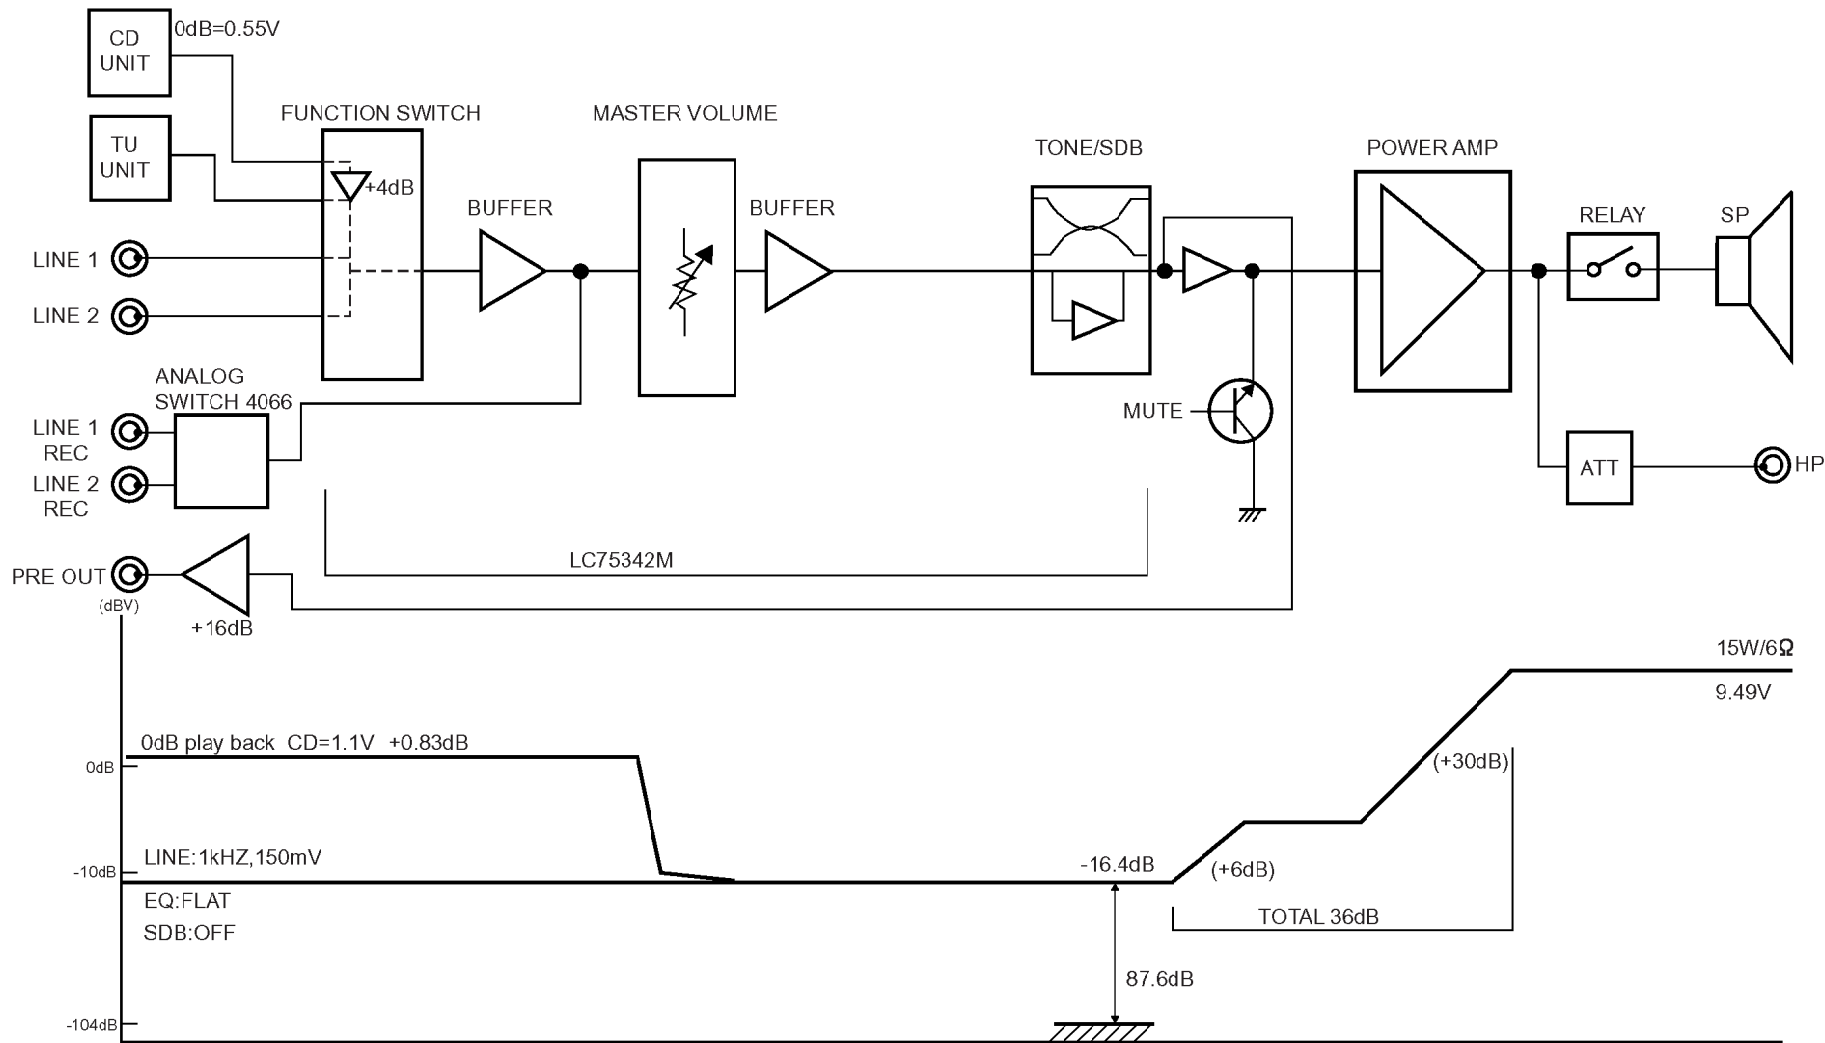 CD
UNIT
0dB=0.55V
FUNCTION SWITCH
MASTER VOLUME
TU
UNIT
TONE/SDB
POWER AMP
+4dB
BUFFER
BUFFER
RELAY
SP
LINE 1
LINE 2
ANALOG
SWITCH 4066
LINE 1
REC
LINE 2
REC
MUTE
ATT
HP
LC75342M
PRE OUT
(dBV)
+16dB
15W/6Ω
9.49V
0dB play back CD=1.1V +0.83dB
0dB
(+30dB)
LINE:1kHZ,150mV
-10dB
-16.4dB
(+6dB)
EQ:FLAT
SDB:OFF
TOTAL 36dB
87.6dB
-104dB